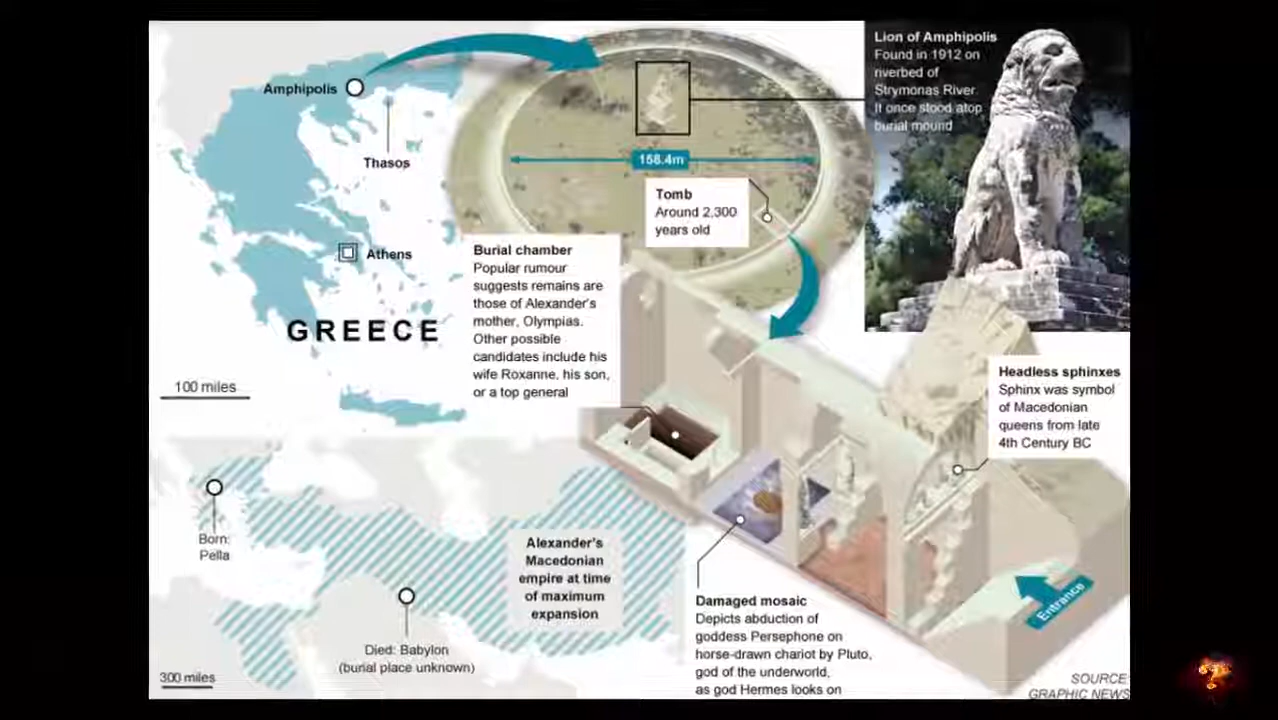 Amphipolis
Thasos
Athens
GREECE
100 miles
158.4m
Tomb
Around 2,300
years old
Lion of Amphipolis
Found in 1912 on
riverbed of
Strymonas River.
It once stood atop
burial mound
Burial chamber
Popular rumour
suggests remains are
those of Alexander's
mother, Olympias.
Other possible
candidates include his
wife Roxanne, his son,
or a top general
Headless sphinxes
Sphinx was symbol
of Macedonian
queens from late
4th Century BC
Born:
Pella
Alexander's
Macedonian
empire at time
of maximum
expansion
Died: Babylon
(burial place unknown)
300 miles
Damaged mosaic
Depicts abduction of
goddess Persephone on
horse-drawn chariot by Pluto,
god of the underworld,
as god Hermes looks on
Entrance
SOURCE:
GRAPHIC NEWS